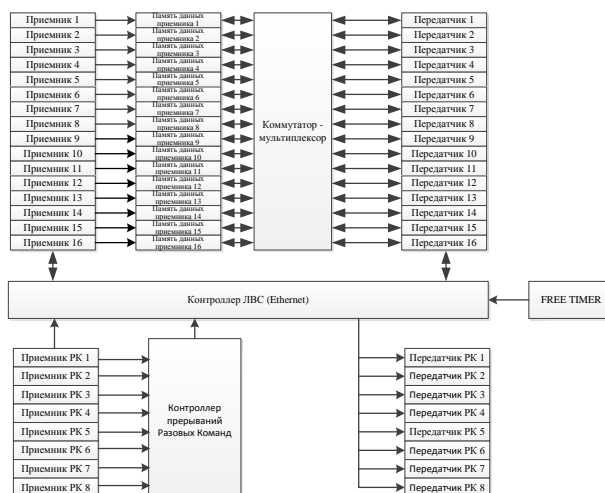 Приемник 1
Приемник 2
Приемник 3
Приемник 4
Приемник 5
Приемник 6
Приемник 7
Приемник 8
Приемник 9
Приемник 10
Приемник 11
Приемник 12
Приемник 13
Приемник 14
Приемник 15
Приемник 16
Память данных
приемника 1
Память данных
приемника 2
Память данных
приемника 3
Память данных
приемника 4
Память данных
приемника 5
Память данных
приемника 6
Память данных
приемника 7
Память данных
приемника 8
Память данных
приемника 9
Память данных
приемника 10
Память данных
приемника 11
Память данных
приемника 12
Память данных
приемника 13
Память данных
приемника 14
Память данных
приемника 15
Память данных
приемника 16
Коммутатор -
мультиплексор
Передатчик 1
Передатчик 2
Передатчик 3
Передатчик 4
Передатчик 5
Передатчик 6
Передатчик 7
Передатчик 8
Передатчик 9
Передатчик 10
Передатчик 11
Передатчик 12
Передатчик 13
Передатчик 14
Передатчик 15
Передатчик 16
Контроллер ЛВС (Ethernet)
FREE TIMER
Приемник РК 1
Приемник РК 2
Приемник РК 3
Приемник РК 4
Приемник РК 5
Приемник РК 6
Приемник РК 7
Приемник РК 8
Контроллер
прерываний
Разовых Команд
Передатчик РК 1
Передатчик РК 2
Передатчик РК 3
Передатчик РК 4
Передатчик РК 5
Передатчик РК 6
Передатчик РК 7
Передатчик РК 8